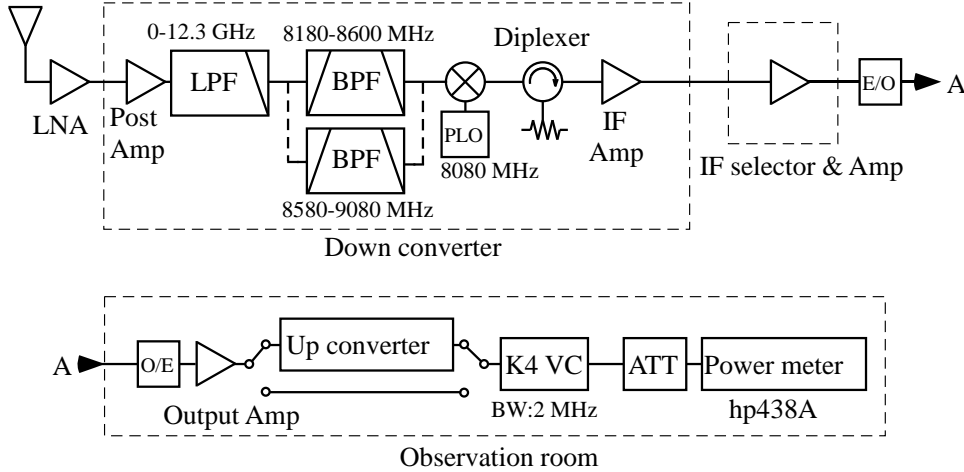 0-12.3 GHz
8180-8600 MHz
Diplexer
LPF
BPF
E/O
A
LNA
Post
Amp
BPF
PLO
8080 MHz
IF
Amp
IF selector & Amp
8580-9080 MHz
Down converter
A
O/E
Up converter
K4 VC
ATT
Power meter
Output Amp
BW:2 MHz
hp438A
Observation room